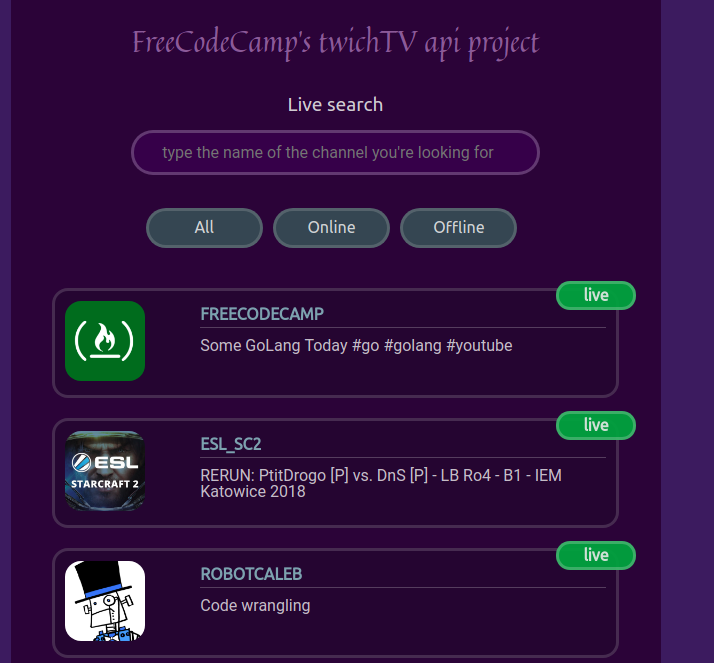 FreeCodeCamp's twichTV api project
Live search
type the name of the channel you're looking for
All Online Offline
live
FREECODECAMP
Some GoLang Today #go #golang #youtube
live
ESL
STARCRAFT 2
ESL_SC2
RERUN: PtitDrogo [P] vs. DnS [P] - LB Ro4 - B1 - IEM
Katowice 2018
live
ROBOTCALEB
Code wrangling